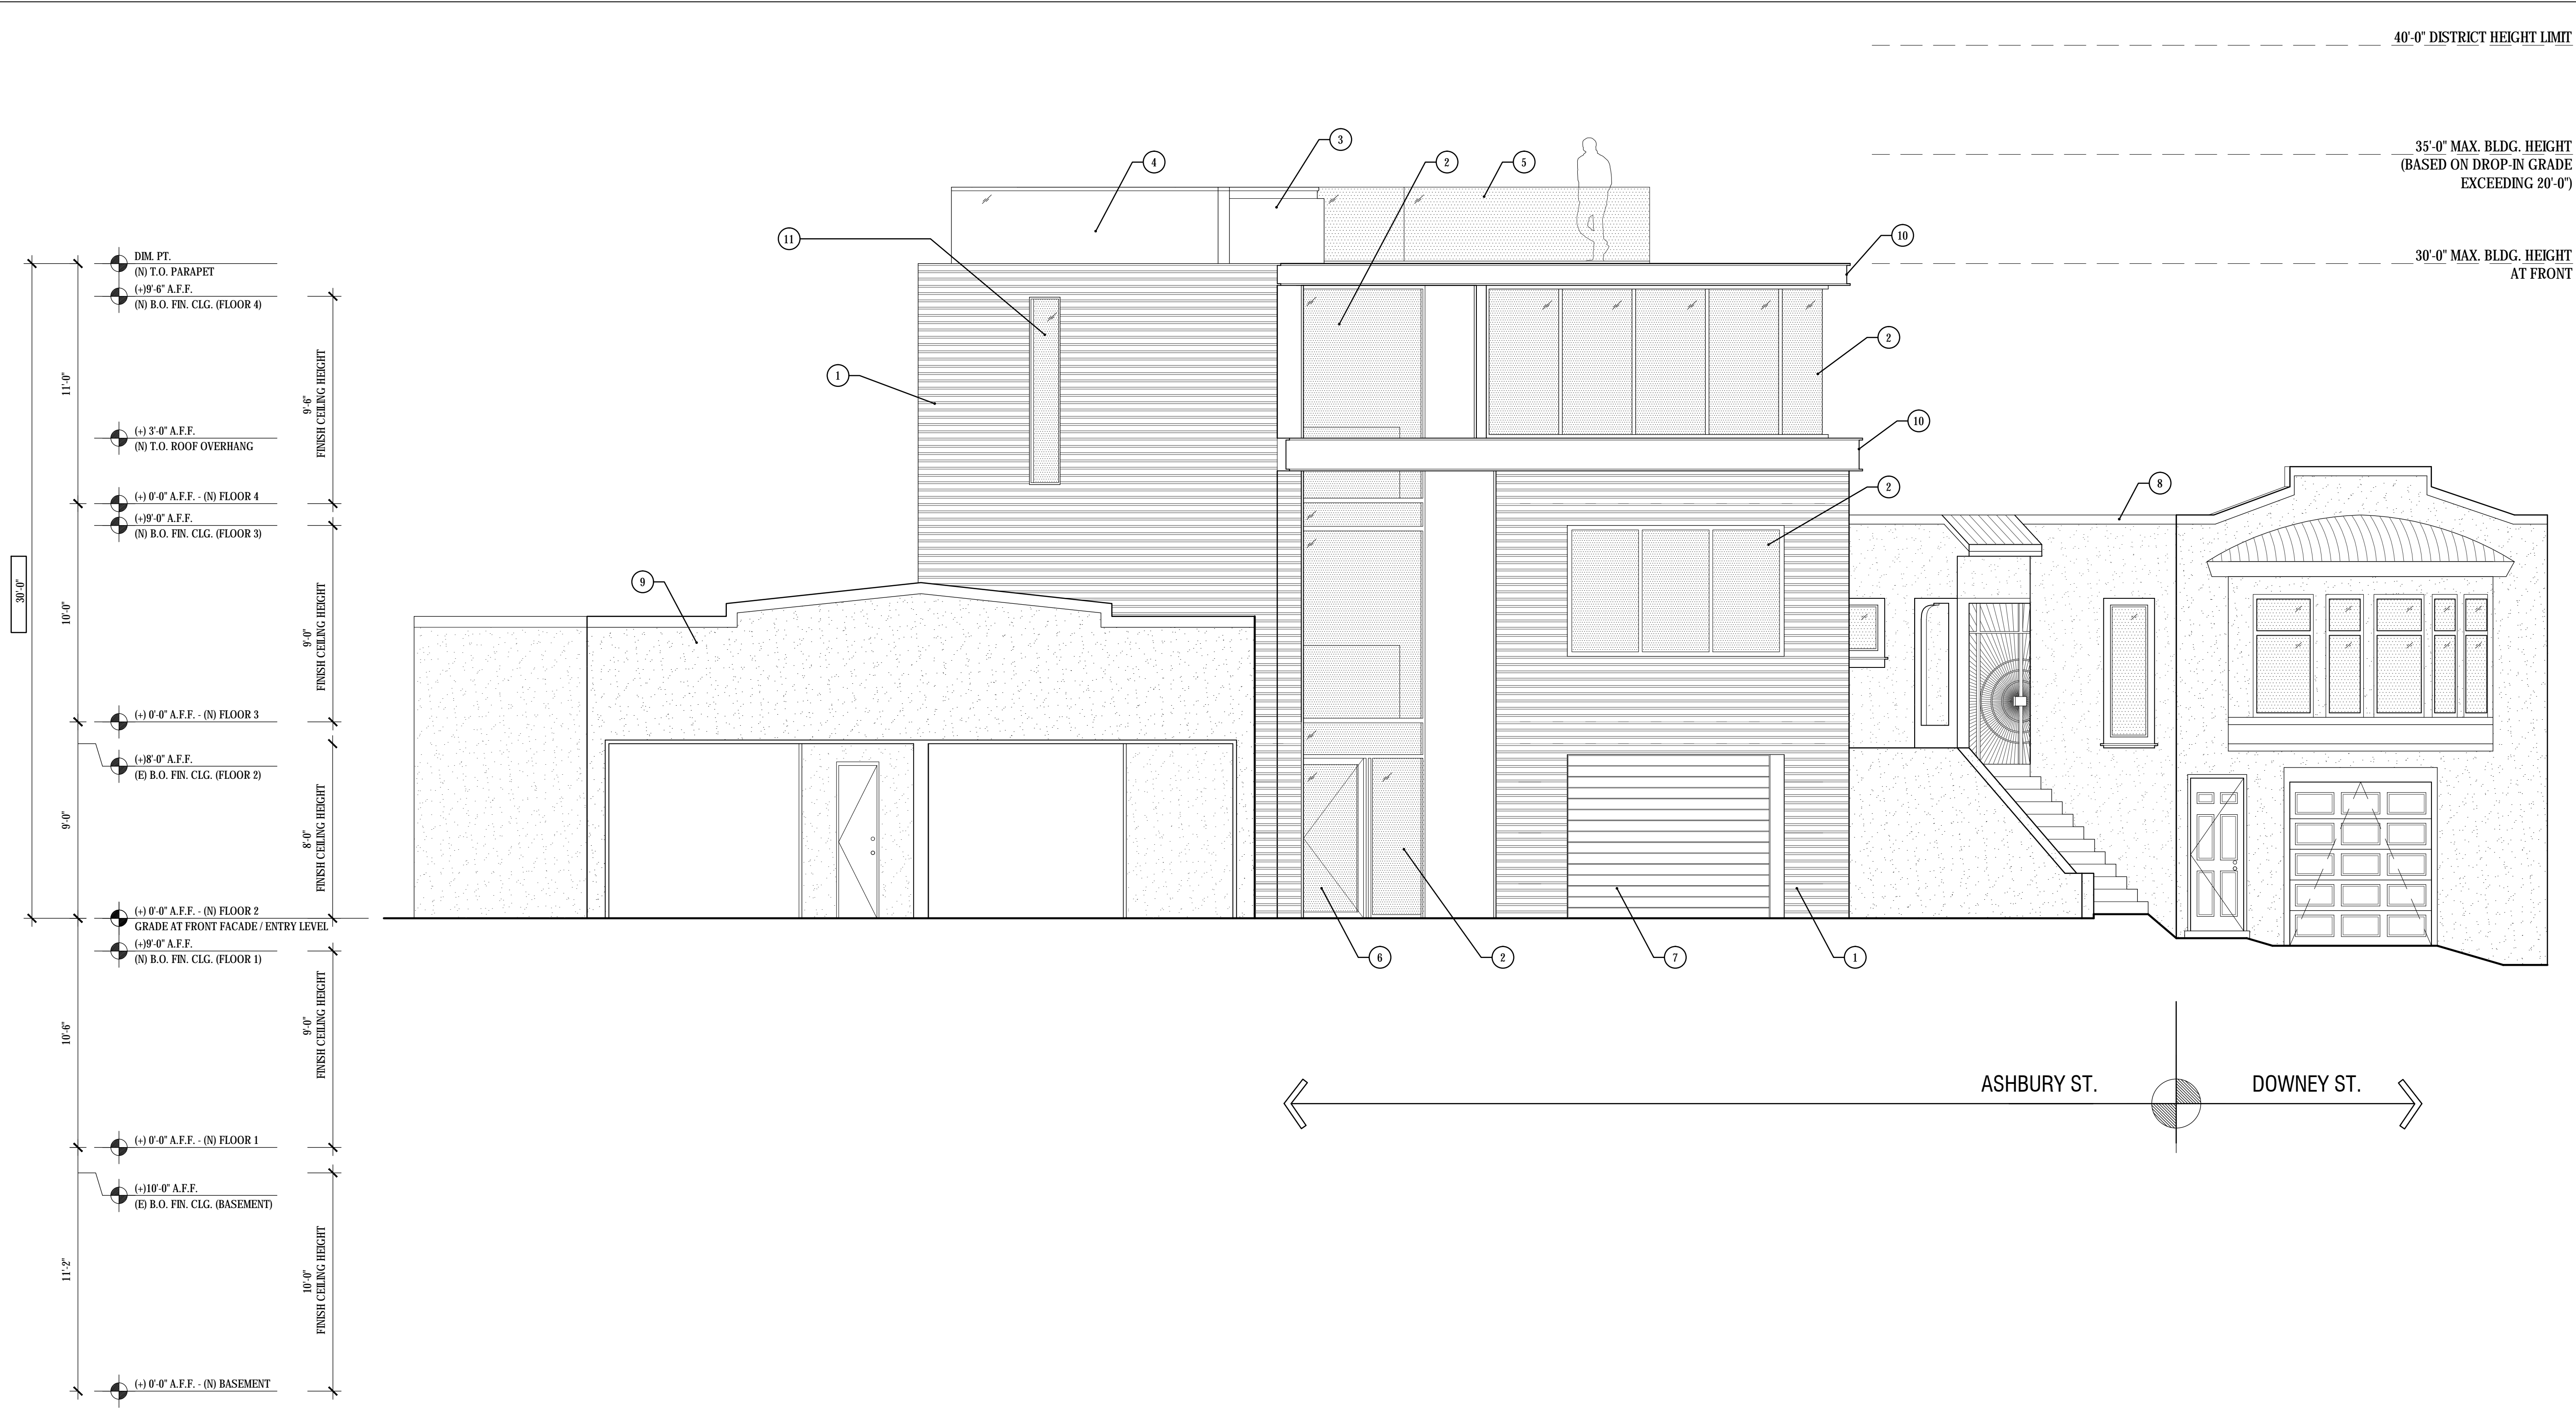 40'-0" DISTRICT HEIGHT LIMIT
35'-0" MAX. BLDG. HEIGHT
(BASED ON DROP-IN GRADE
EXCEEDING 20'-0")
30'-0" MAX. BLDG. HEIGHT
AT FRONT
3
4
2
5
11
10
2
1
10
2
8
9
6
2
7
1
DIM. PT.
(N) T.O. PARAPET
(+)9'-6" A.F.F.
(N) B.O. FIN. CLG. (FLOOR 4)
11'-0"
9'-6"
FINISH CEILING HEIGHT
(+) 3'-0" A.F.F.
(N) T.O. ROOF OVERHANG
(+) 0'-0" A.F.F. - (N) FLOOR 4
(+)9'-0" A.F.F.
(N) B.O. FIN. CLG. (FLOOR 3)
30'-0"
10'-0"
9'-0"
FINISH CEILING HEIGHT
(+) 0'-0" A.F.F. - (N) FLOOR 3
(+)8'-0" A.F.F.
(E) B.O. FIN. CLG. (FLOOR 2)
9'-0"
8'-0"
FINISH CEILING HEIGHT
(+) 0'-0" A.F.F. - (N) FLOOR 2
GRADE AT FRONT FACADE / ENTRY LEVEL
(+)9'-0" A.F.F.
(N) B.O. FIN. CLG. (FLOOR 1)
10'-6"
9'-0"
FINISH CEILING HEIGHT
(+) 0'-0" A.F.F. - (N) FLOOR 1
(+)10'-0" A.F.F.
(E) B.O. FIN. CLG. (BASEMENT)
11'-2"
10'-0"
FINISH CEILING HEIGHT
(+) 0'-0" A.F.F. - (N) BASEMENT
ASHBURY ST.
DOWNEY ST.